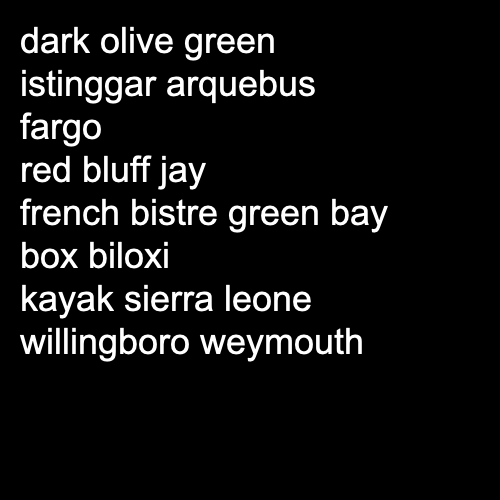 dark olive green
istinggar arquebus
fargo
red bluff jay
french bistre green bay
box biloxi
kayak sierra leone
willingboro weymouth